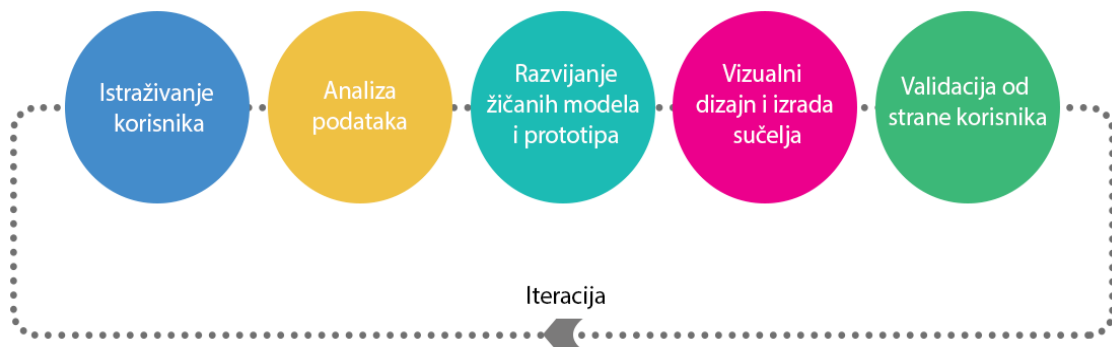 Istraživanje
korisnika
Analiza
podataka
Razvijanje
žičanih modela
i prototipa
Vizualni
dizajn i izrada
sučelja
Validacija od
strane korisnika
Iteracija